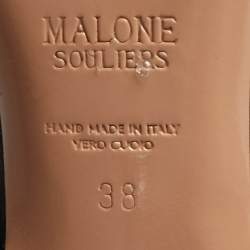 MALONE
SOULIERS
HAND MADE IN ITALY
VERO CUOIO
38